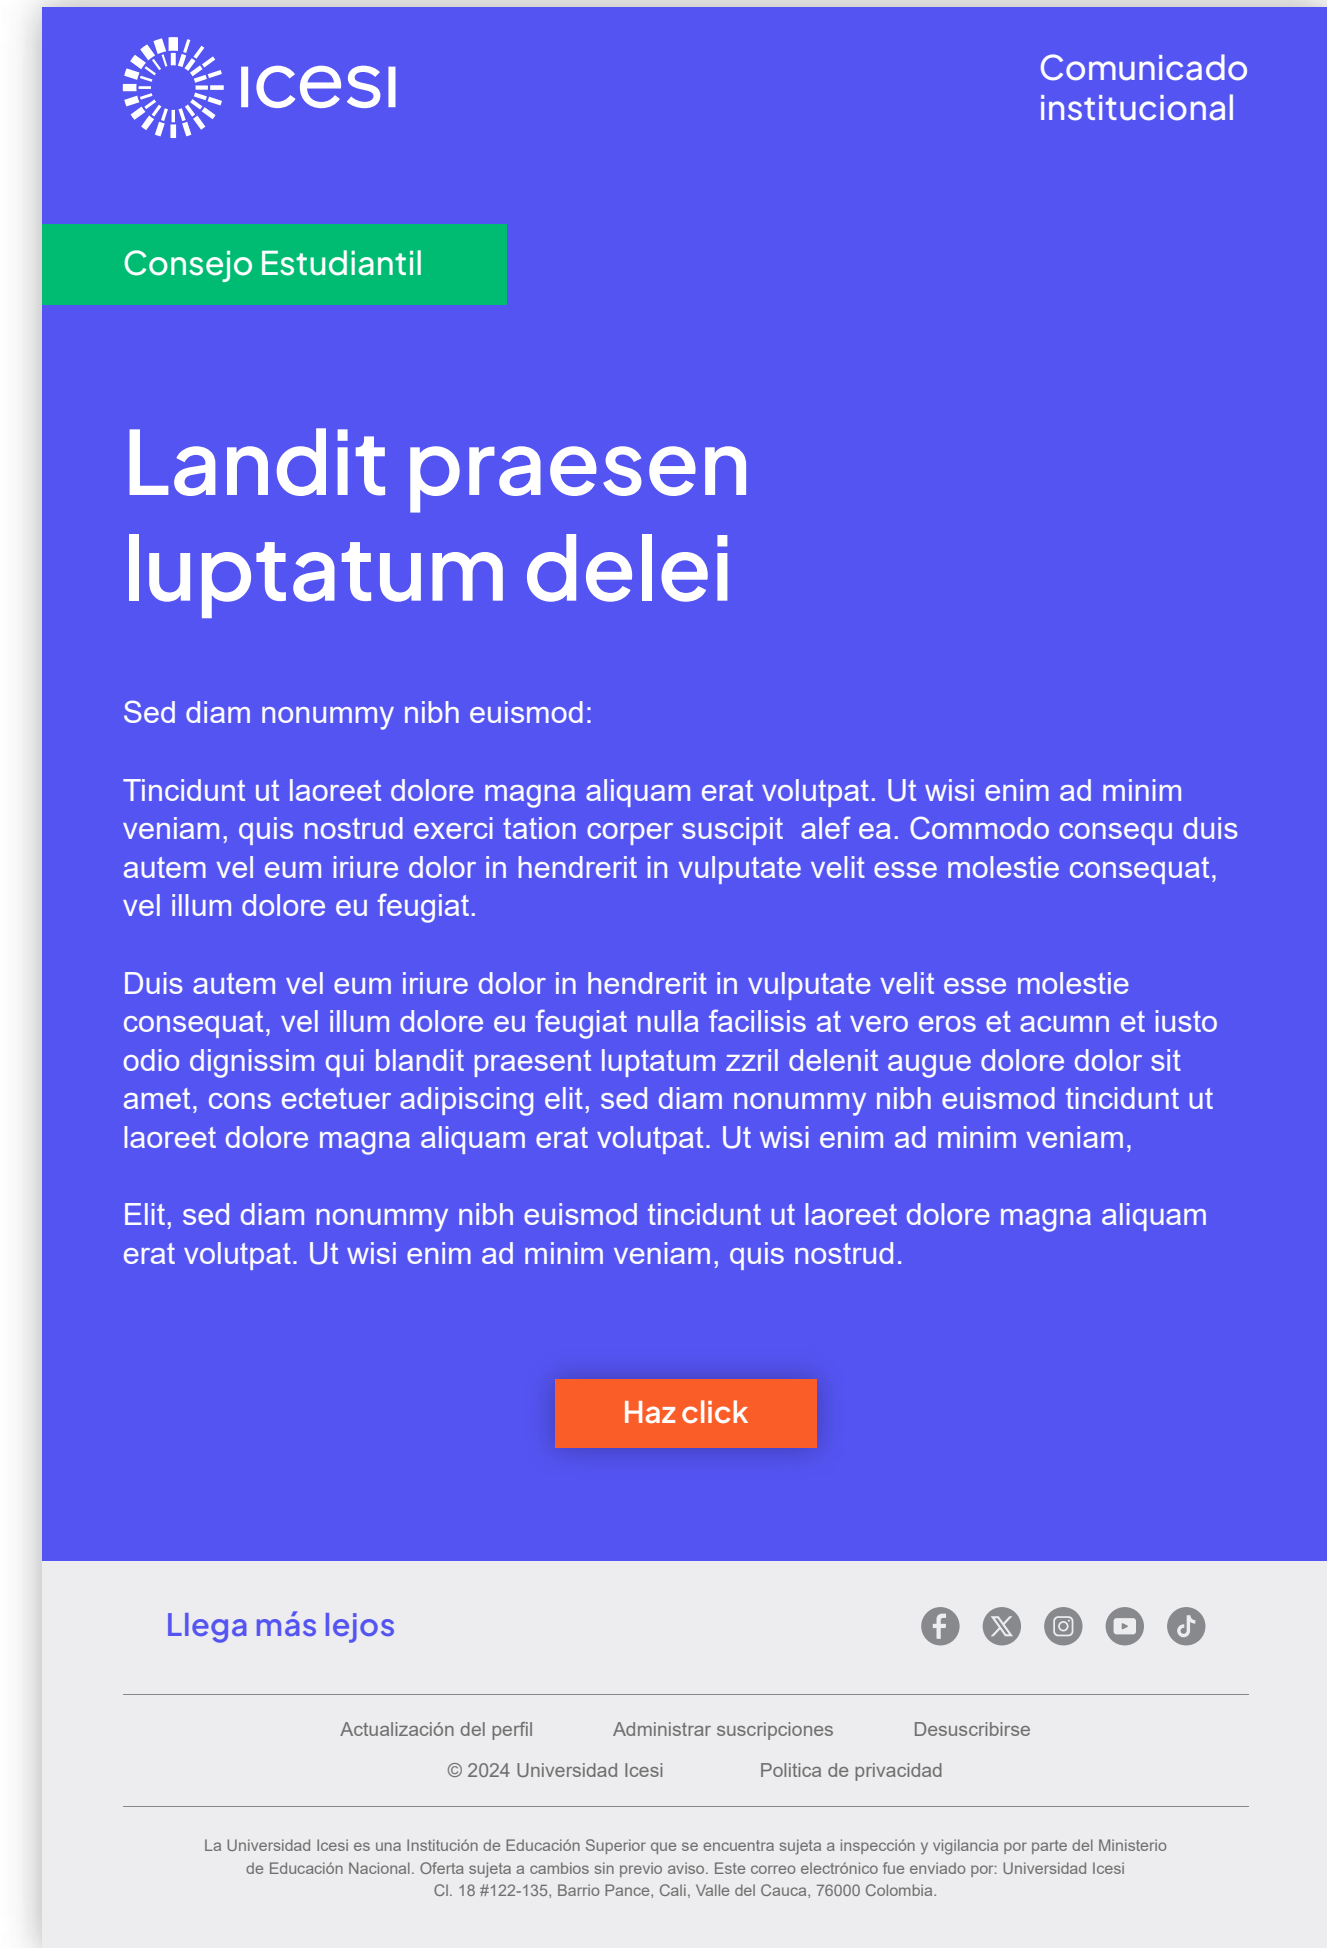 ICESI
Comunicado
institucional
Consejo Estudiantil
Landit praesen
luptatum delei
Sed diam nonummy nibh euismod:
Tincidunt ut laoreet dolore magna aliquam erat volutpat. Ut wisi enim ad minim
veniam, quis nostrud exerci tation corper suscipit  alef ea. Commodo consequ duis
autem vel eum iriure dolor in hendrerit in vulputate velit esse molestie consequat,
vel illum dolore eu feugiat.
Duis autem vel eum iriure dolor in hendrerit in vulputate velit esse molestie
consequat, vel illum dolore eu feugiat nulla facilisis at vero eros et acumn et iusto
odio dignissim qui blandit praesent luptatum zzril delenit augue dolore dolor sit
amet, cons ectetuer adipiscing elit, sed diam nonummy nibh euismod tincidunt ut
laoreet dolore magna aliquam erat volutpat. Ut wisi enim ad minim veniam,
Elit, sed diam nonummy nibh euismod tincidunt ut laoreet dolore magna aliquam
erat volutpat. Ut wisi enim ad minim veniam, quis nostrud.
Haz click
Llega más lejos
Actualización del perfil Administrar suscripciones Desuscribirse
© 2024 Universidad Icesi Politica de privacidad
La Universidad Icesi es una Institución de Educación Superior que se encuentra sujeta a inspección y vigilancia por parte del Ministerio
de Educación Nacional. Oferta sujeta a cambios sin previo aviso. Este correo electrónico fue enviado por: Universidad Icesi
Cl. 18 #122-135, Barrio Pance, Cali, Valle del Cauca, 76000 Colombia.